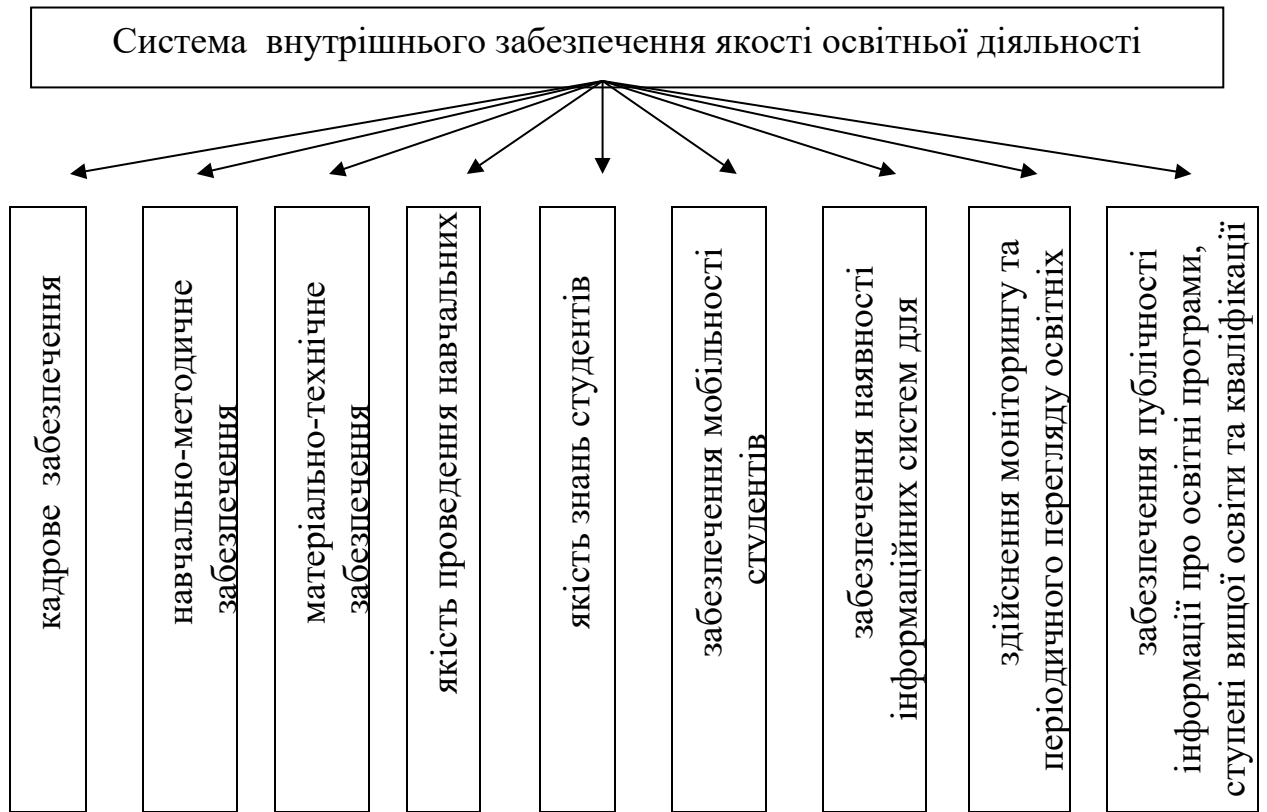 Система внутрішнього забезпечення якості освітньої діяльності
кадрове забезпечення
навчально-методичне
забезпечення
матеріально-технічне
забезпечення
якість проведення навчальних
якість знань студентів
забезпечення мобільності
студентів
забезпечення наявності
інформаційних систем для
здійснення моніторингу та
періодичного перегляду освітніх
забезпечення публічності
інформації про освітні програми,
ступені вищої освіти та кваліфікації